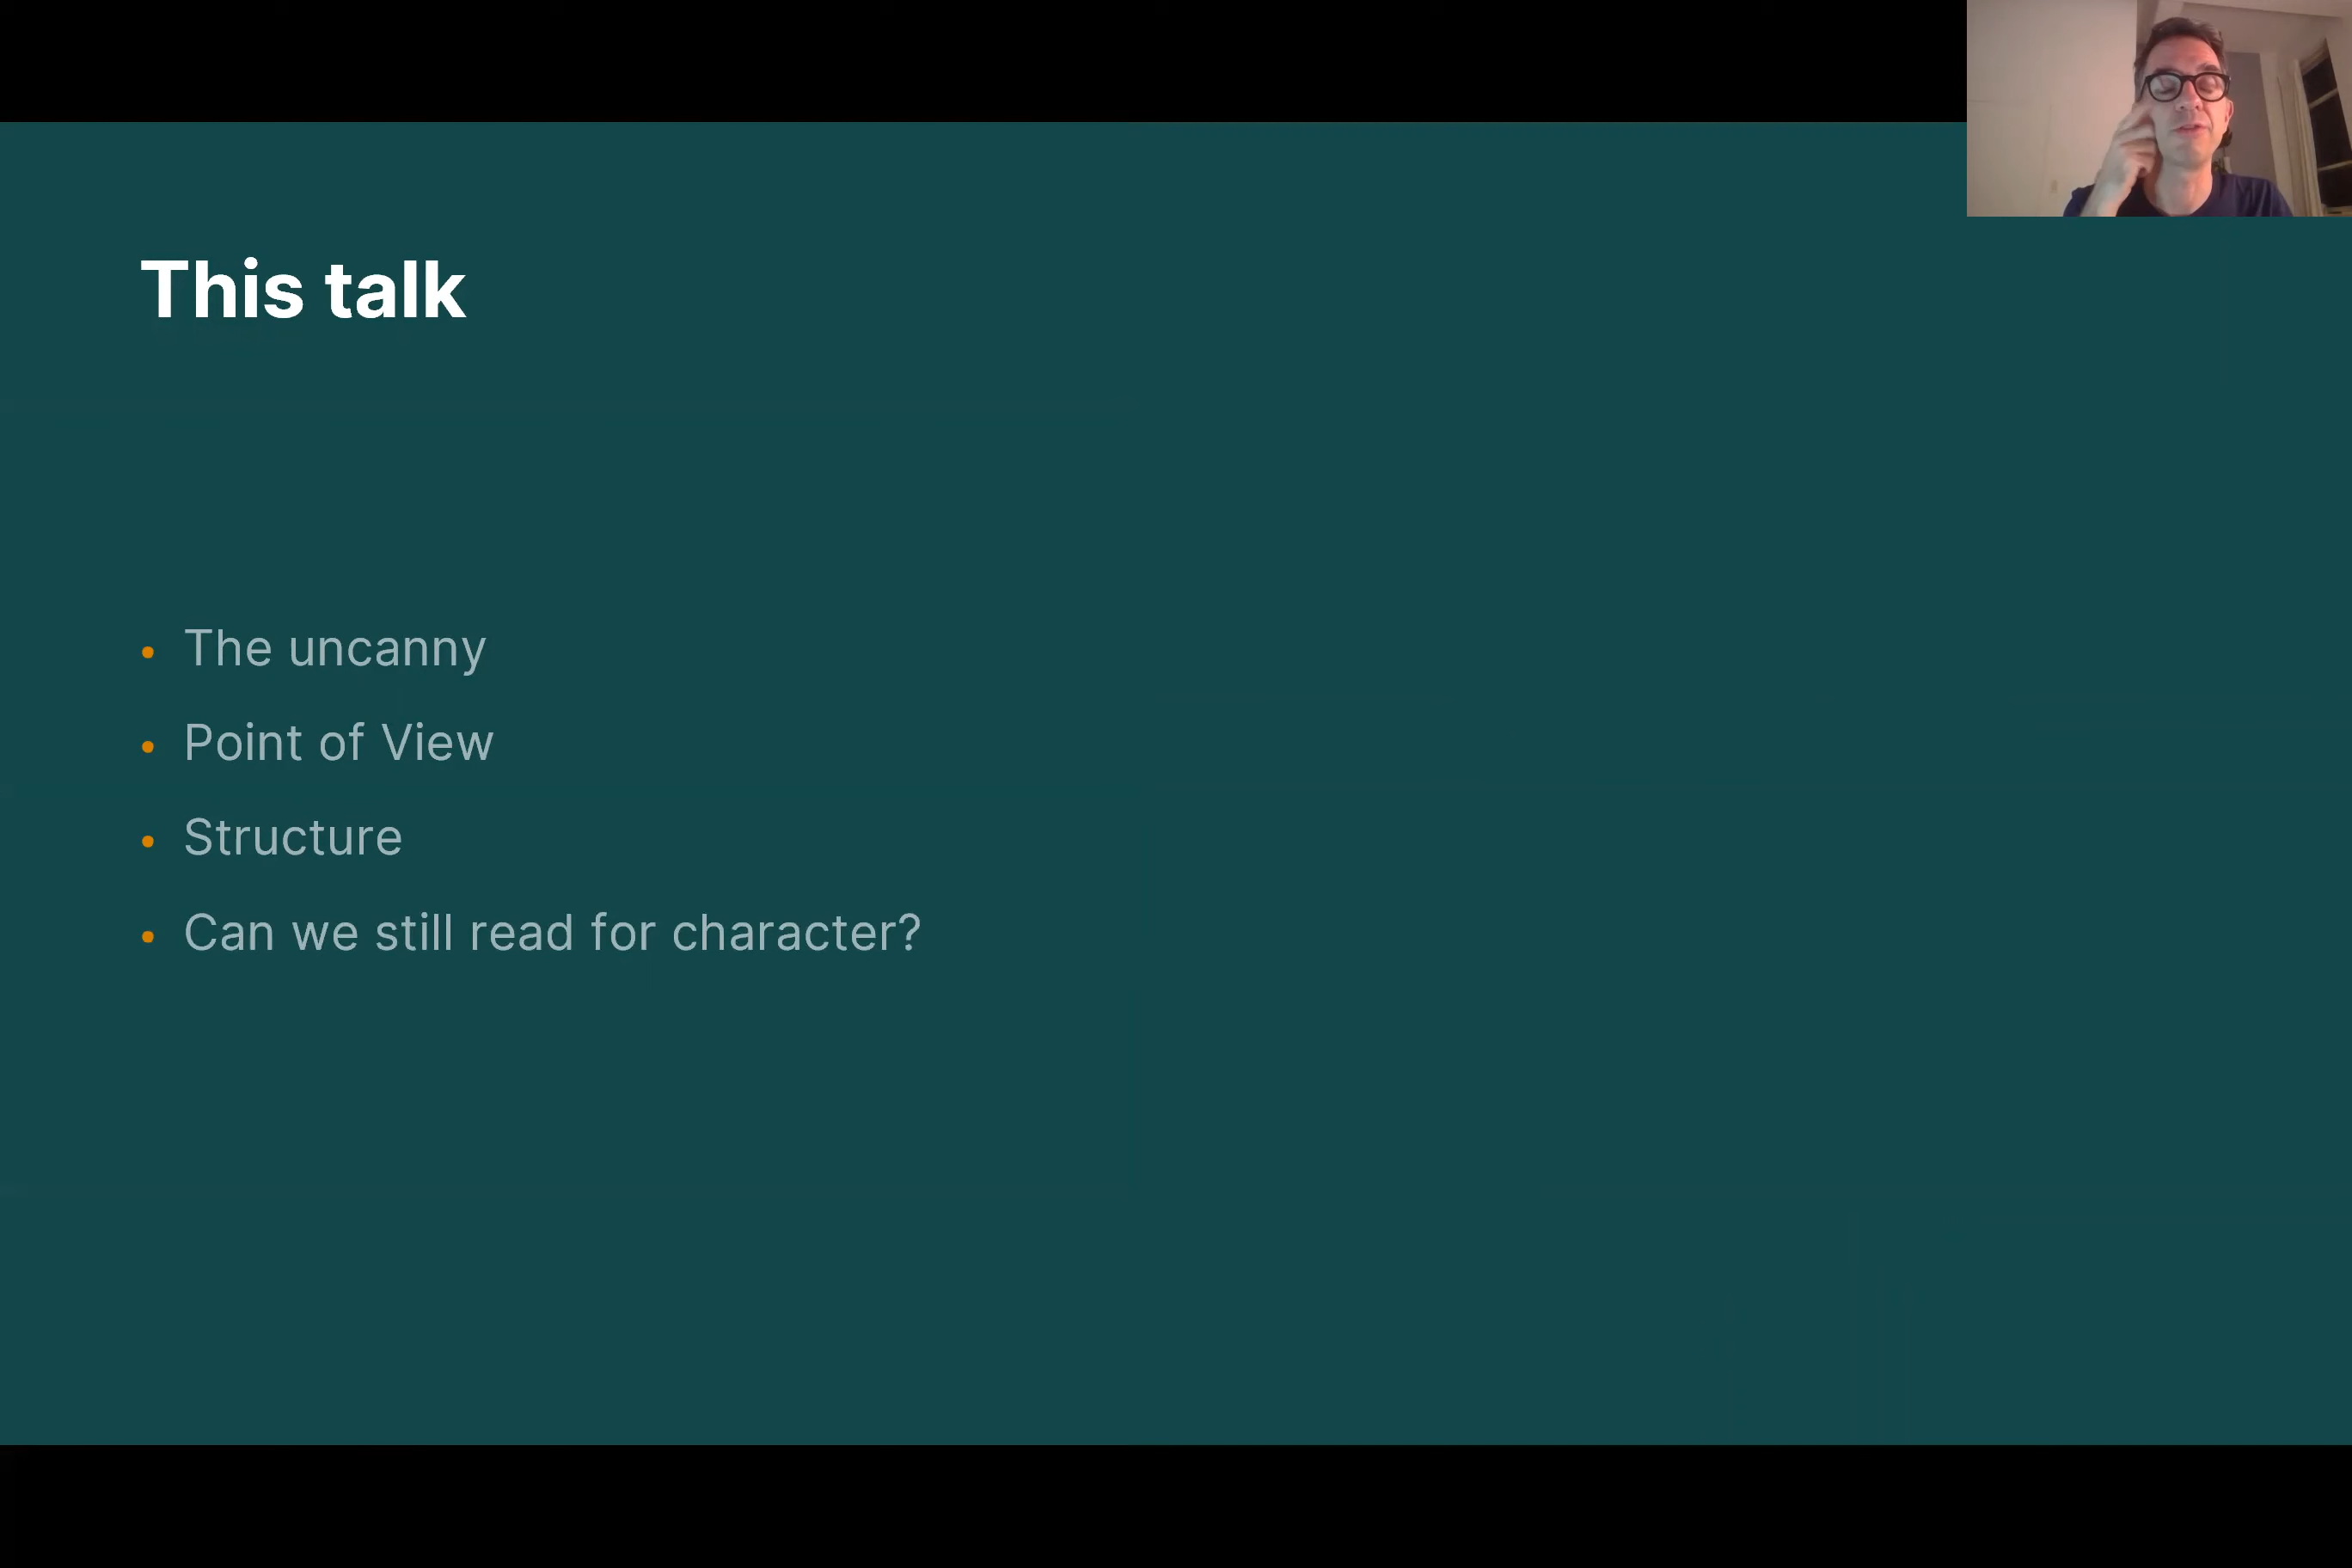 This talk
• The uncanny
• Point of View
• Structure
• Can we still read for character?